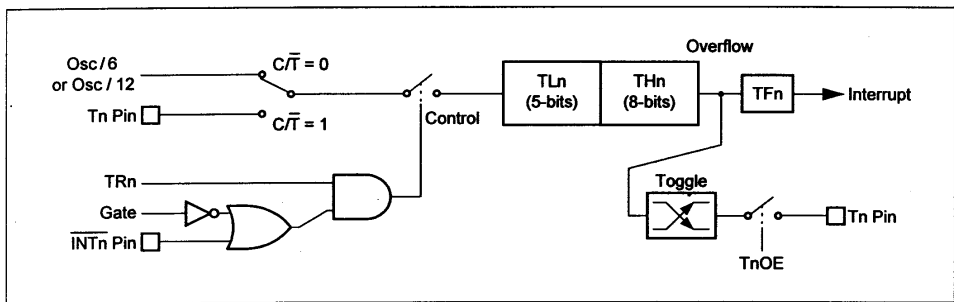 Osc / 6
or Osc / 12
C/T̅ = 0
Tn Pin
C/T̅ = 1
Control
TLn
(5-bits)
THn
(8-bits)
Overflow
TFn
Interrupt
TRn
Gate
I̅N̅T̅n̅ Pin
Toggle
Tn Pin
TnOE